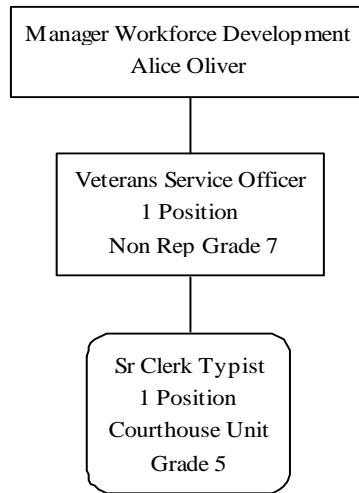 Manager Workforce Development
Alice Oliver
Veterans Service Officer
1 Position
Non Rep Grade 7
Sr Clerk Typist
1 Position
Courthouse Unit
Grade 5